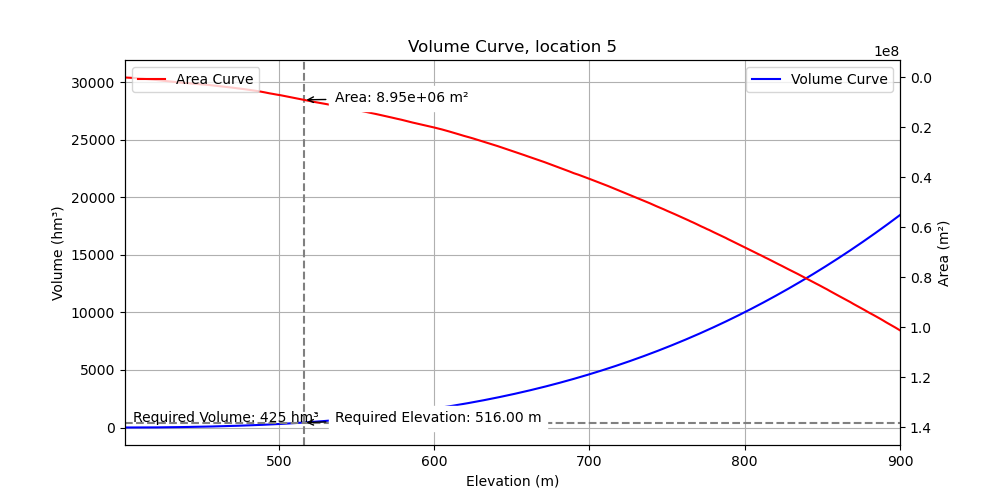 Volume Curve, location 5
1e8
Area Curve
Volume Curve
Area: 8.95e+06 m²
Required Volume: 425 hm³
Required Elevation: 516.00 m
30000
25000
20000
15000
10000
5000
0
Volume (hm³)
0.0
0.2
0.4
0.6
0.8
1.0
1.2
1.4
Area (m²)
500
600
700
800
900
Elevation (m)